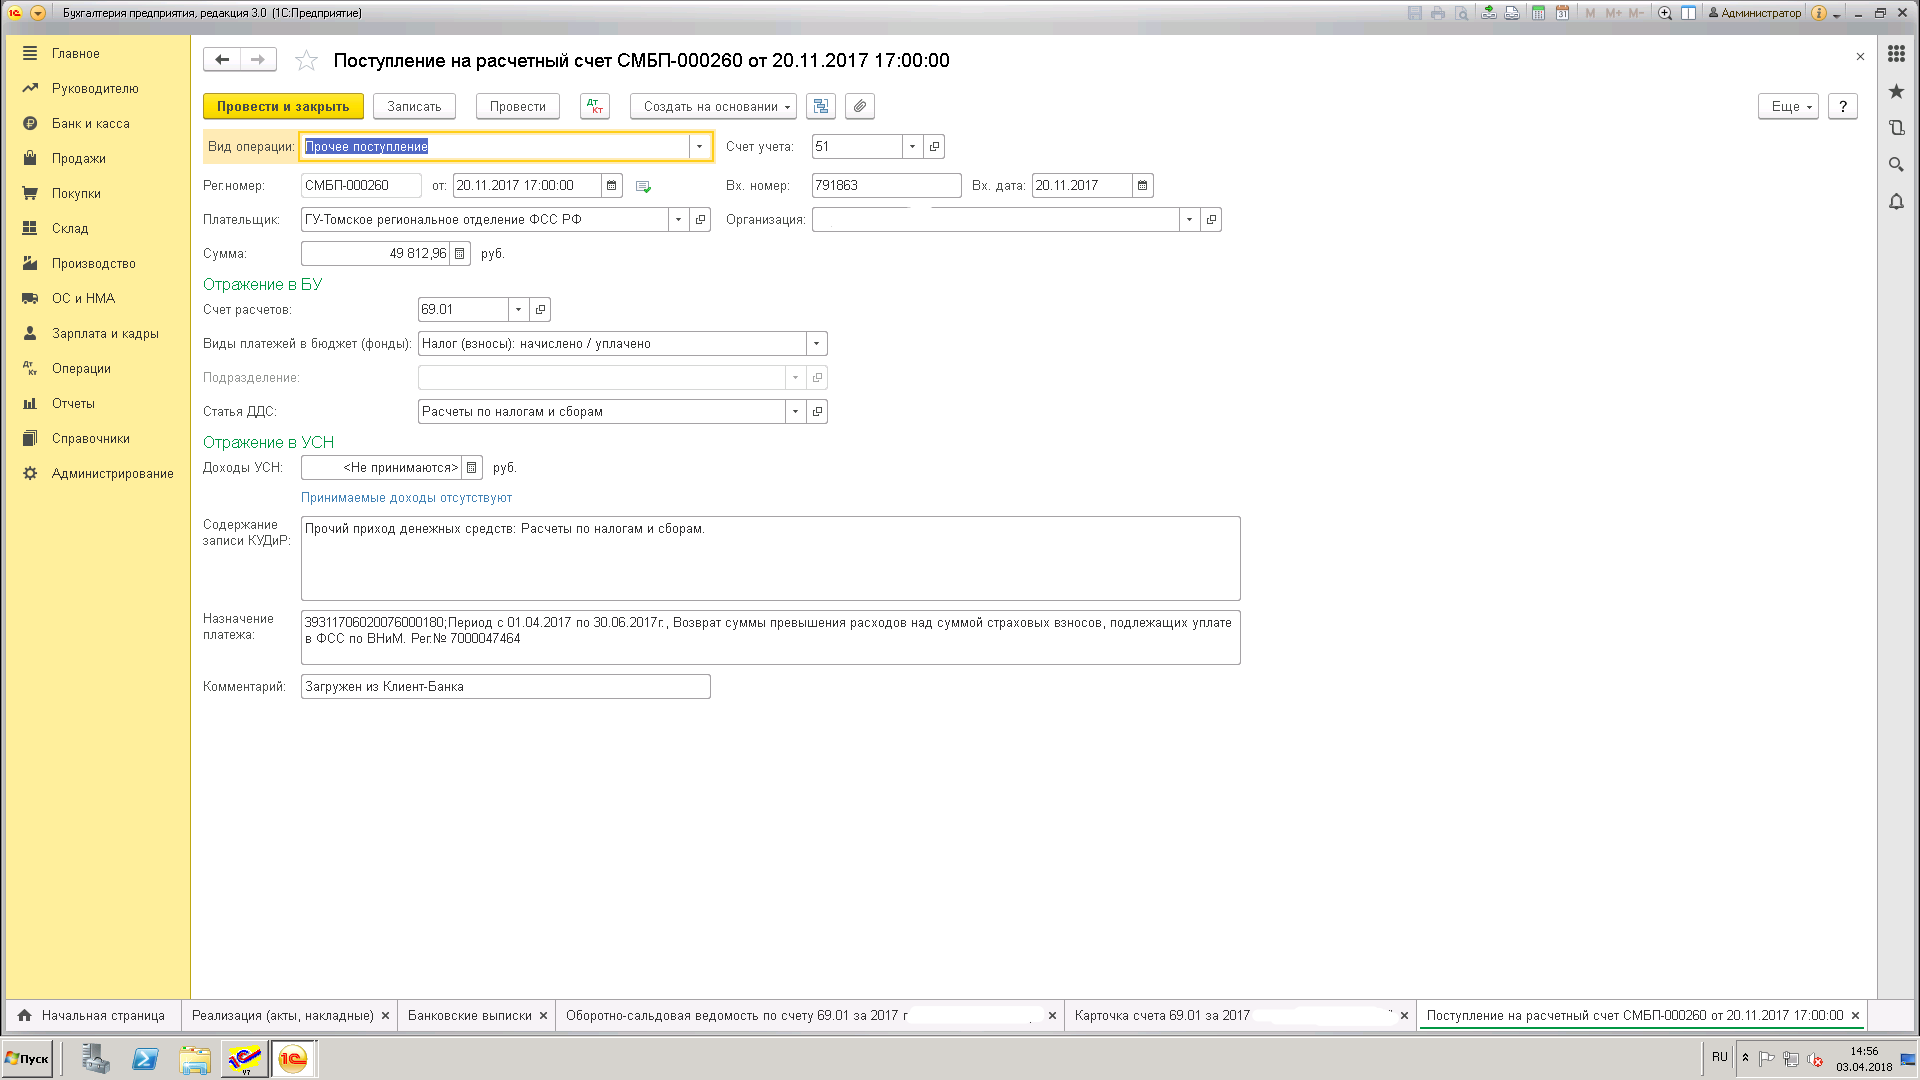 Бухгалтерия предприятия, редакция 3.0 (1С:Предприятие)
M M+ M- Администратор
Главное
Руководителю
Банк и касса
Продажи
Покупки
Склад
Производство
ОС и НМА
Зарплата и кадры
Операции
Отчеты
Справочники
Администрирование
Поступление на расчетный счет СМБП-000260 от 20.11.2017 17:00:00
Провести и закрыть Записать Провести Дт Кт Создать на основании Еще ?
Вид операции: Прочее поступление Счет учета: 51
Рег.номер: СМБП-000260 от: 20.11.2017 17:00:00 Вх. номер: 791863 Вх. дата: 20.11.2017
Плательщик: ГУ-Томское региональное отделение ФСС РФ Организация:
Сумма: 49 812,96 руб.
Отражение в БУ
Счет расчетов: 69.01
Виды платежей в бюджет (фонды): Налог (взносы): начислено / уплачено
Подразделение:
Статья ДДС: Расчеты по налогам и сборам
Отражение в УСН
Доходы УСН: <Не принимаются> руб.
Принимаемые доходы отсутствуют
Содержание записи КУДиР: Прочий приход денежных средств: Расчеты по налогам и сборам.
Назначение платежа: 39311706020076000180;Период с 01.04.2017 по 30.06.2017г., Возврат суммы превышения расходов над суммой страховых взносов, подлежащих уплате
в ФСС по ВНиМ. Рег.№ 7000047464
Комментарий: Загружен из Клиент-Банка
Начальная страница Реализация (акты, накладные) Банковские выписки Оборотно-сальдовая ведомость по счету 69.01 за 2017 г Карточка счета 69.01 за 2017 Поступление на расчетный счет СМБП-000260 от 20.11.2017 17:00:00
Пуск RU 14:56
03.04.2018